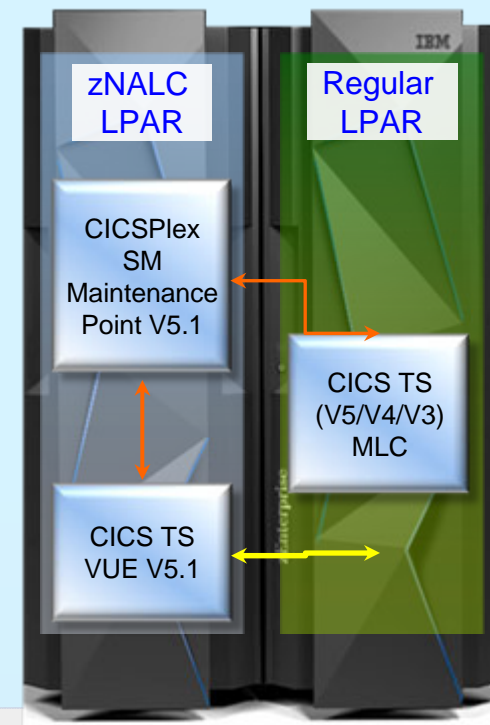 IBM
zNALC
LPAR
Regular
LPAR
CICSPlex
SM
Maintenance
Point V5.1
CICS TS
(V5/V4/V3)
MLC
zEnterprise
CICS TS
VUE V5.1